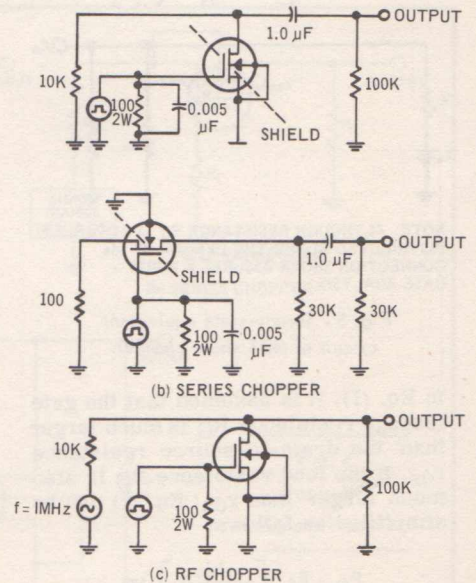 OUTPUT
1.0 μF
10K
100
2W
0.005
μF
100K
SHIELD
OUTPUT
1.0 μF
SHIELD
100
100
2W
0.005
μF
30K
30K
(b) SERIES CHOPPER
OUTPUT
10K
f = 1MHz
100
2W
100K
(c) RF CHOPPER